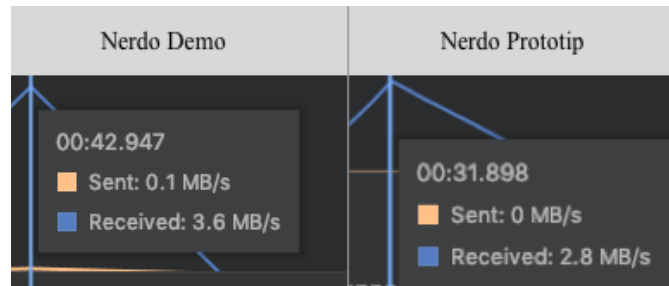 Nerdo Demo
Nerdo Prototip
00:42.947
Sent: 0.1 MB/s
Received: 3.6 MB/s
00:31.898
Sent: 0 MB/s
Received: 2.8 MB/s